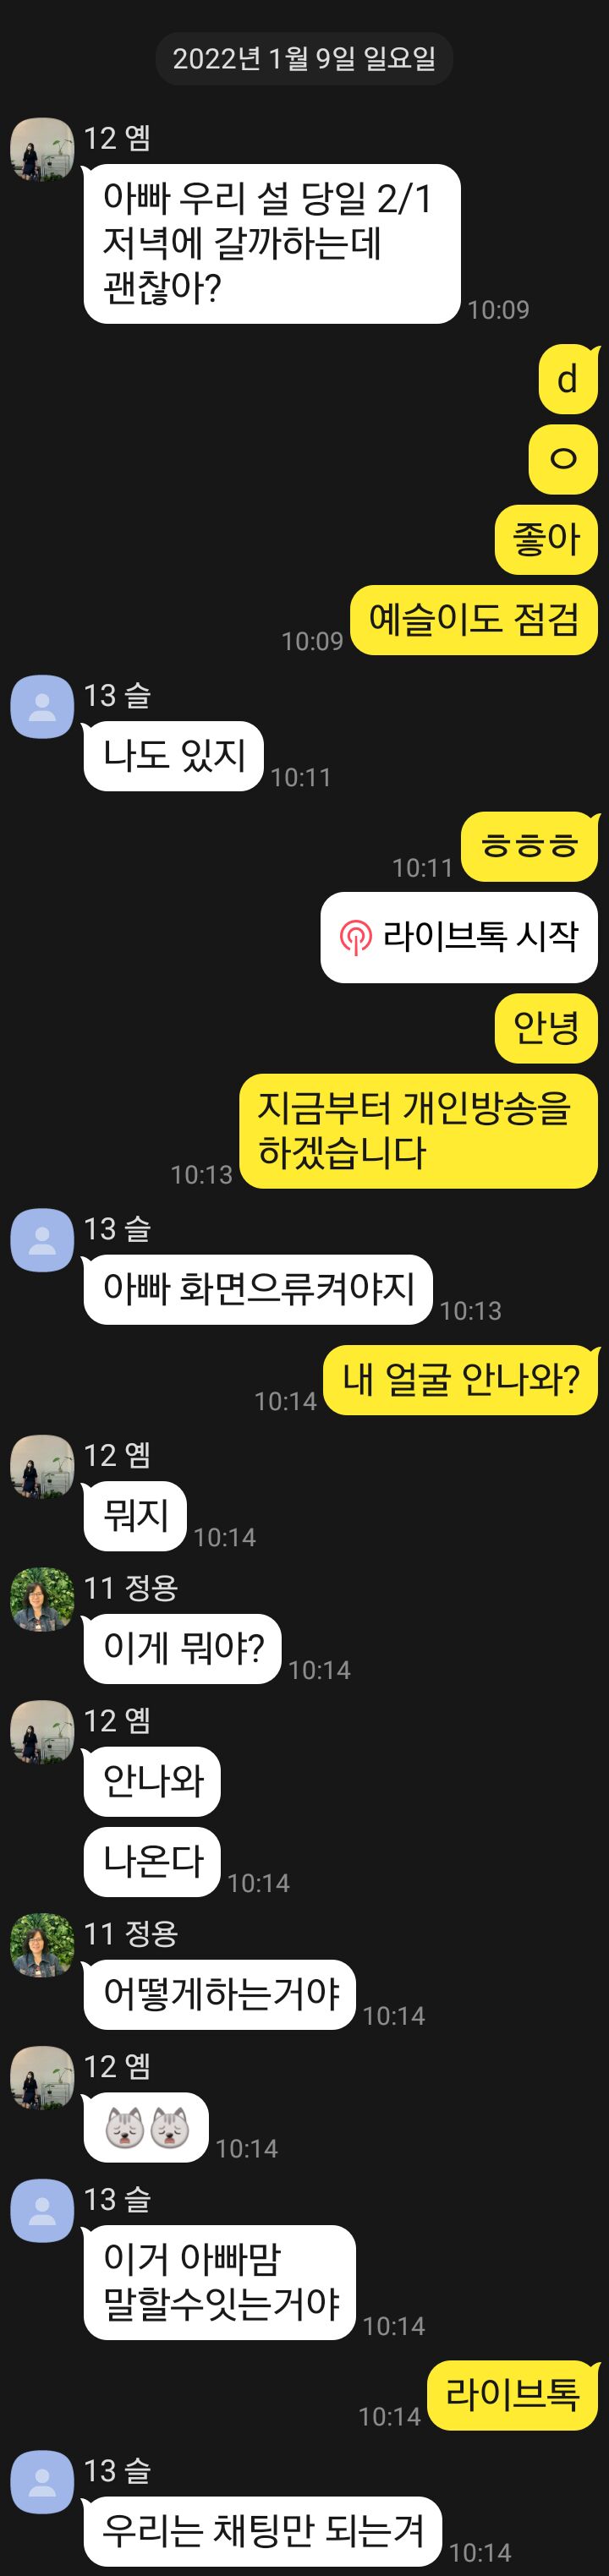 2022년 1월 9일 일요일
12 옘
아빠 우리 설 당일 2/1
저녁에 갈까하는데
괜찮아?
10:09
d
ㅇ
좋아
예슬이도 점검
10:09
13 슬
나도 있지
10:11
ㅎㅎㅎ
10:11
라이브톡 시작
안녕
지금부터 개인방송을
하겠습니다
10:13
13 슬
아빠 화면으류켜야지
10:13
내 얼굴 안나와?
10:14
12 옘
뭐지
10:14
11 정용
이게 뭐야?
10:14
12 옘
안나와
나온다
10:14
11 정용
어떻게하는거야
10:14
12 옘
10:14
13 슬
이거 아빠맘
말할수잇는거야
10:14
라이브톡
10:14
13 슬
우리는 채팅만 되는겨
10:14